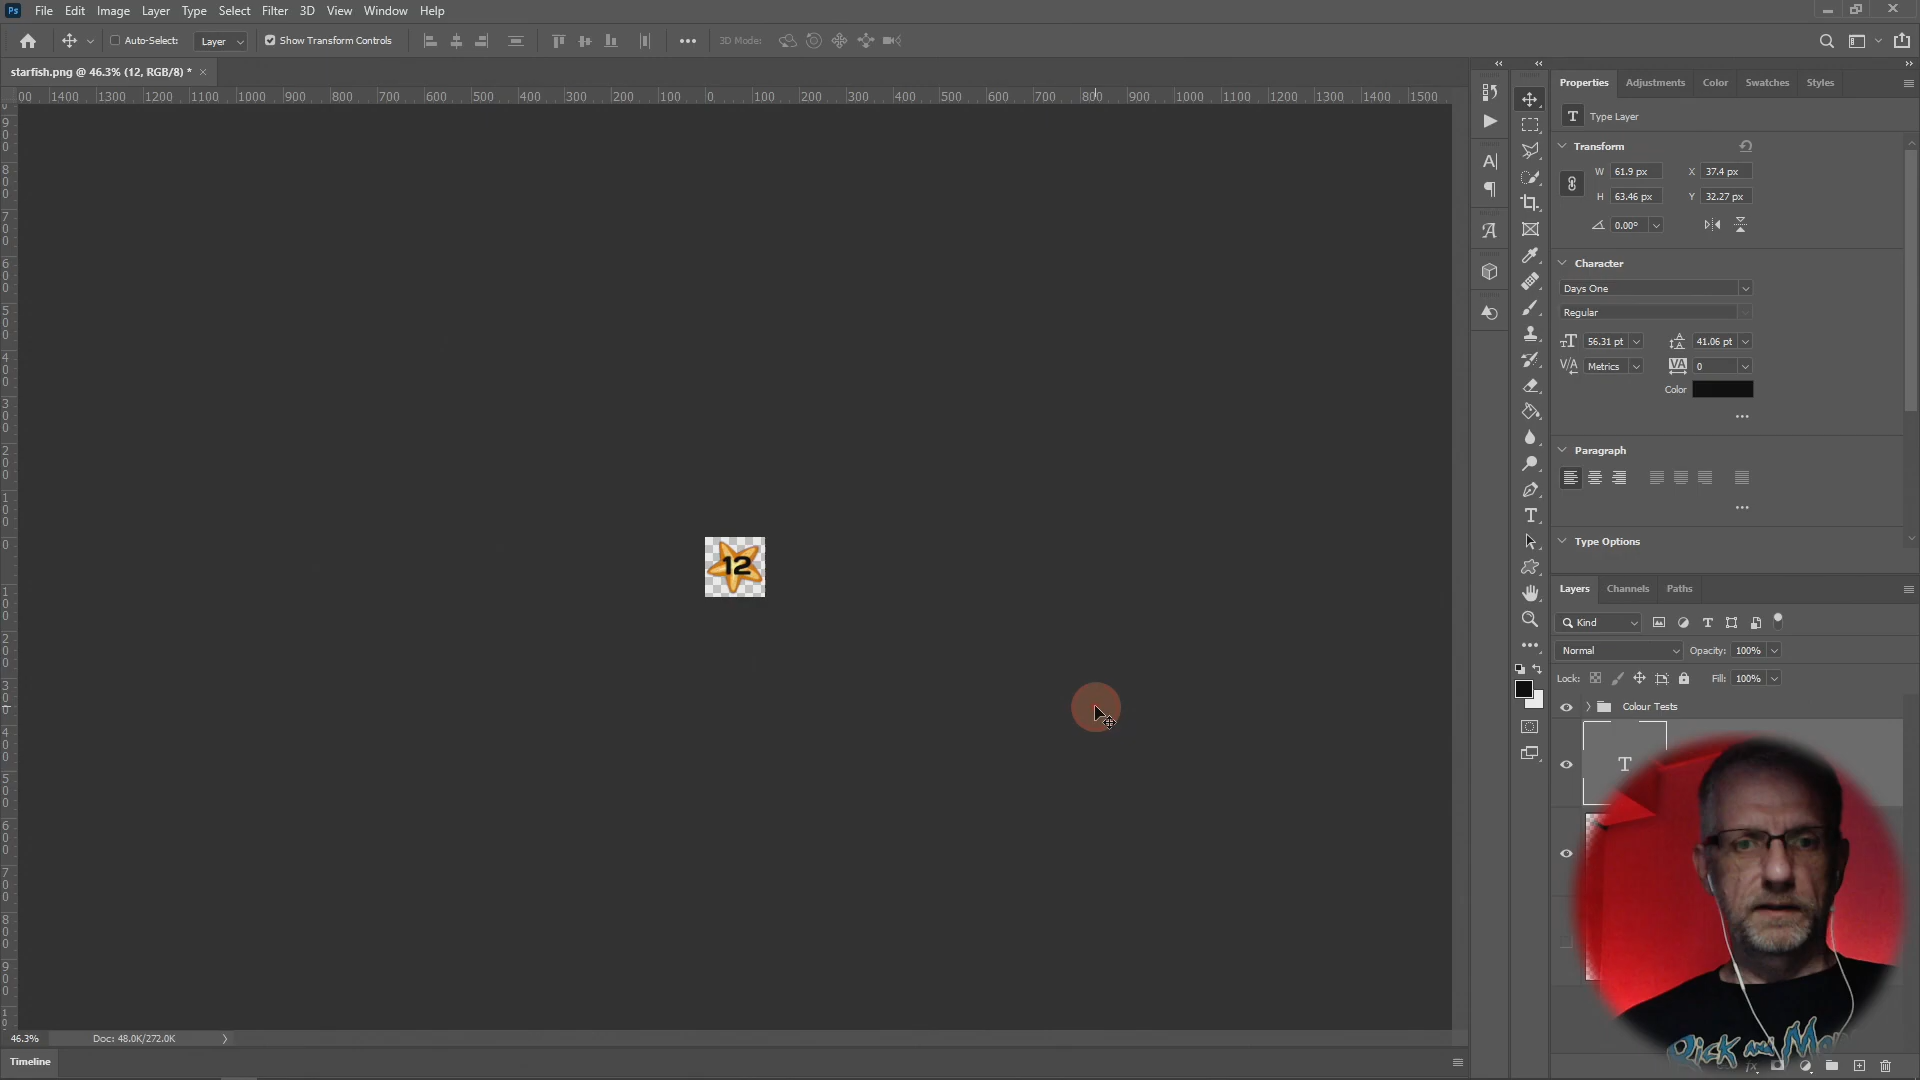 Ps File Edit Image Layer Type Select Filter 3D View Window Help
Auto-Select: Layer Show Transform Controls 3D Mode:
starfish.png @ 46.3% (12, RGB/8) *
00 1400 1300 1200 1100 1000 900 800 700 600 500 400 300 200 100 0 100 200 300 400 500 600 700 800 900 1000 1100 1200 1300 1400 1500
Properties Adjustments Color Swatches Styles
T Type Layer
Transform
W 61.9 px X 37.4 px
H 63.46 px Y 32.27 px
0.00°
Character
Days One
Regular
56.31 pt 41.06 pt
Metrics 0
Color
Paragraph
Type Options
12
Layers Channels Paths
Kind
Normal Opacity: 100%
Lock: Fill: 100%
Colour Tests
T
Rick and
46.3% Doc: 48.0K/272.0K
Timeline